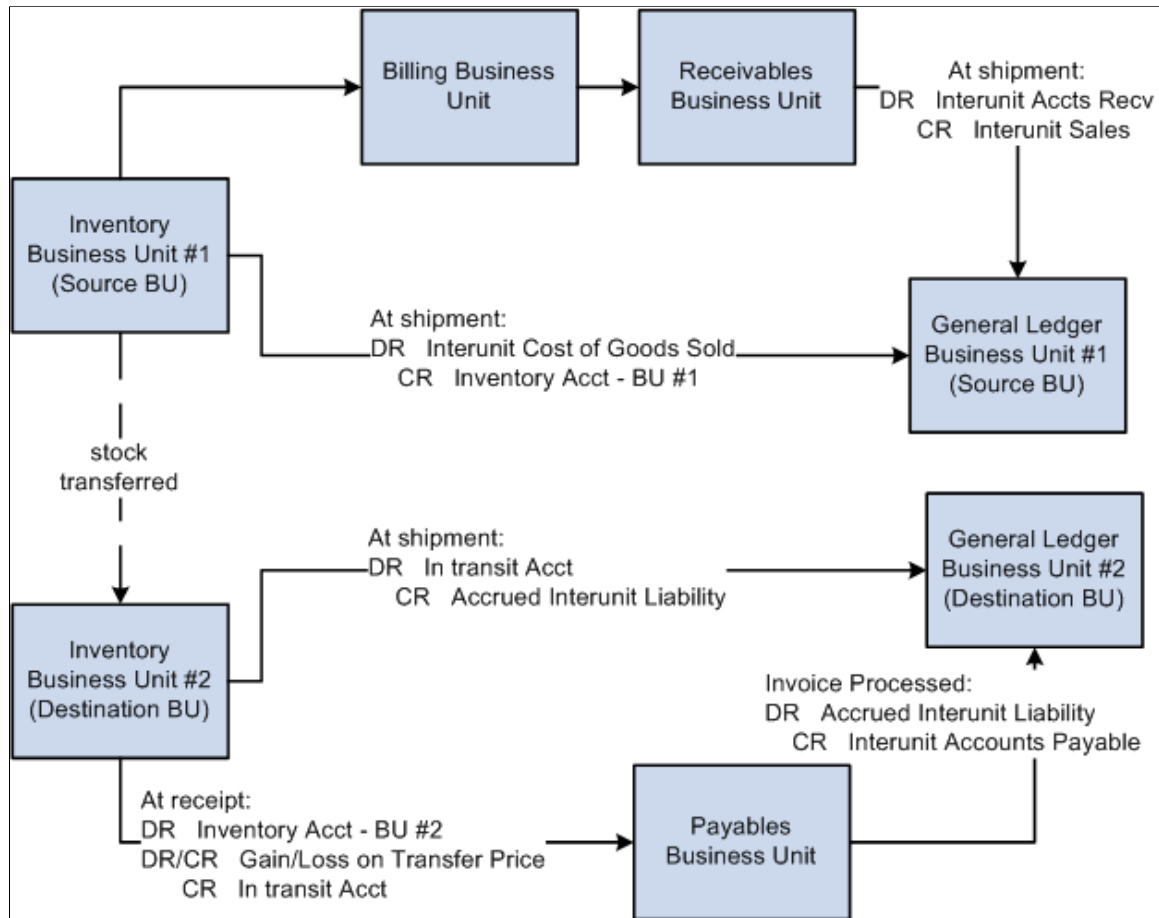 Billing Business
Unit
Receivables
Business Unit
At shipment:
DR Interunit Accts Recv
CR Interunit Sales
Inventory
Business Unit #1
(Source BU)
At shipment:
DR Interunit Cost of Goods Sold
CR Inventory Acct - BU #1
General Ledger
Business Unit #1
(Source BU)
stock
transferred
At shipment:
DR In transit Acct
CR Accrued Interunit Liability
General Ledger
Business Unit #2
(Destination BU)
Inventory
Business Unit #2
(Destination BU)
Invoice Processed:
DR Accrued Interunit Liability
CR Interunit Accounts Payable
At receipt:
DR Inventory Acct - BU #2
DR/CR Gain/Loss on Transfer Price
CR In transit Acct
Payables
Business Unit